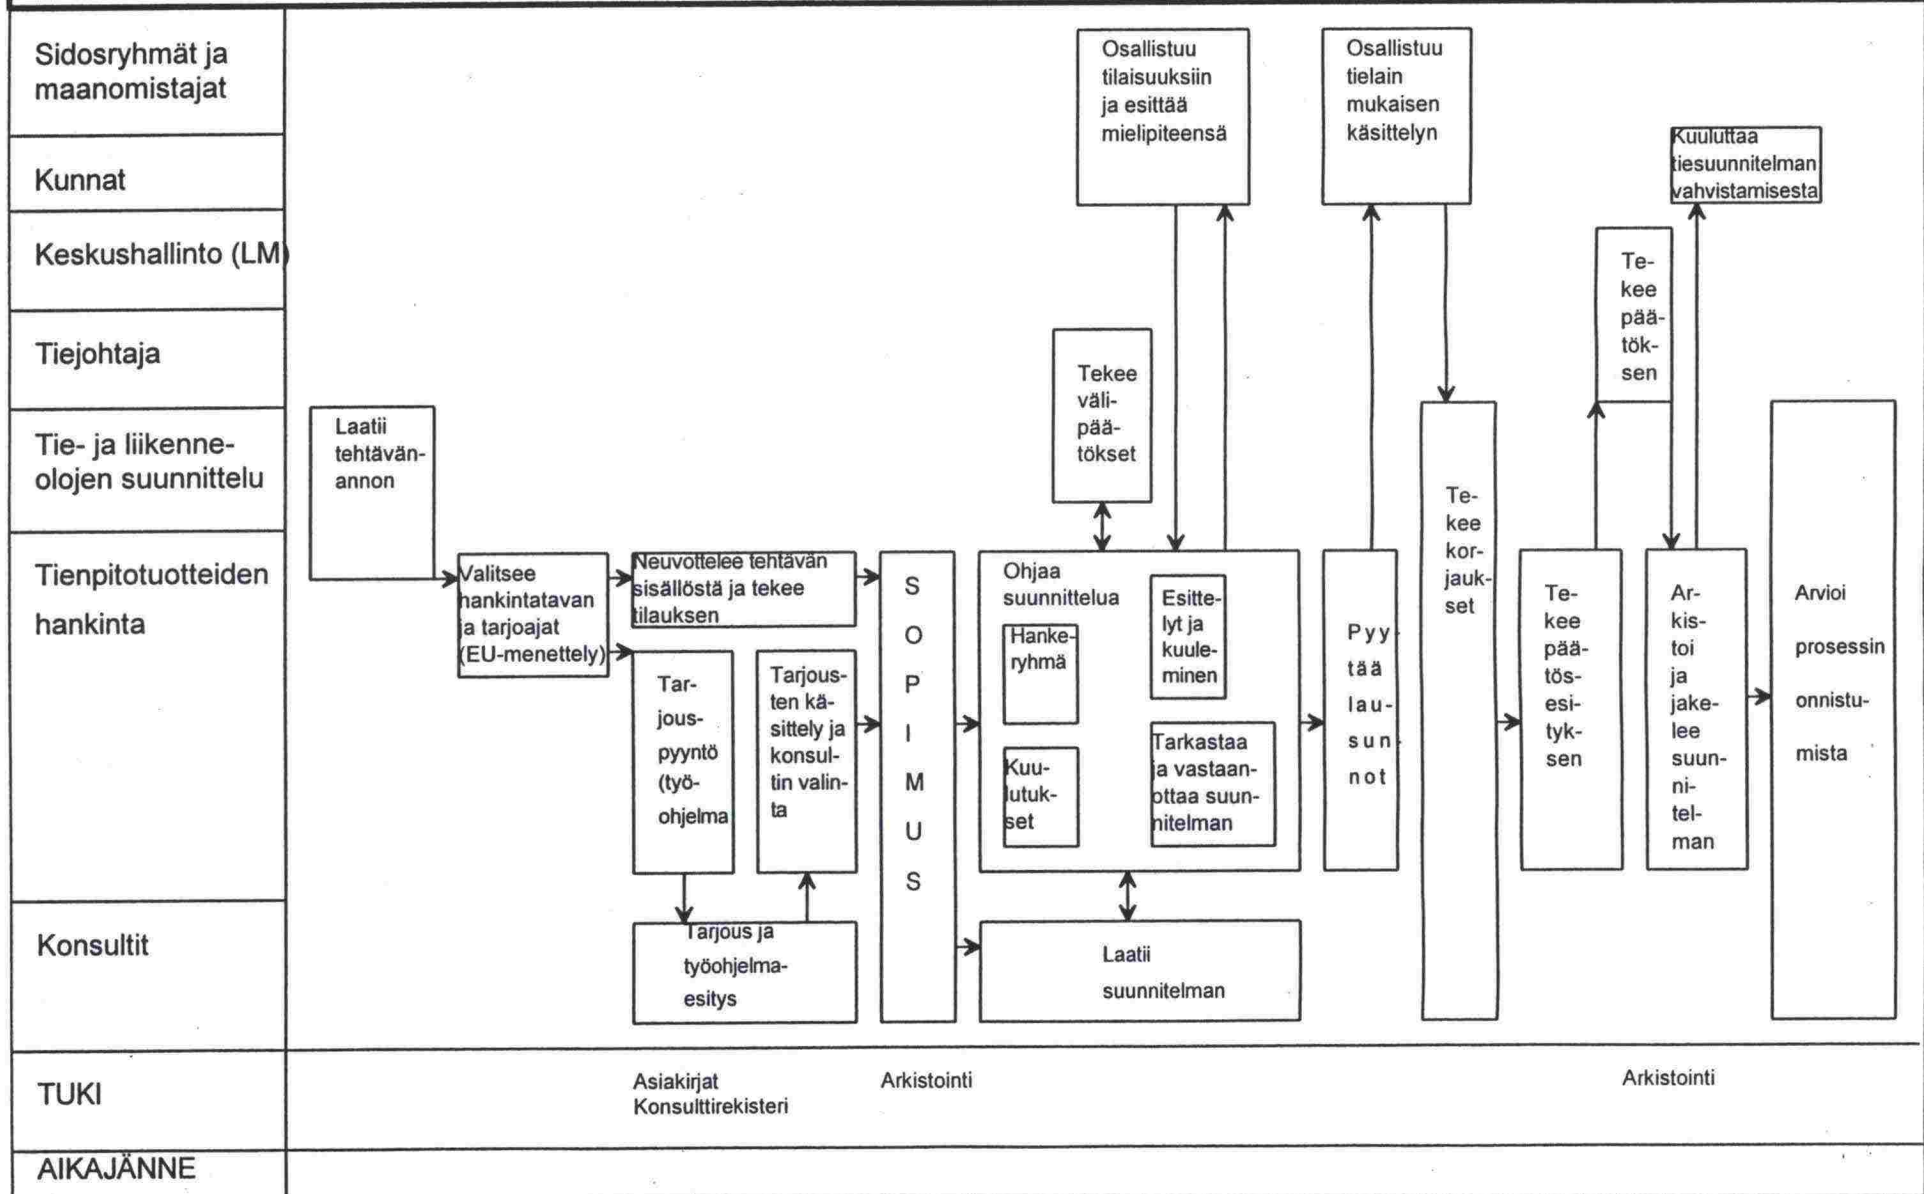 Sidosryhmät ja
maanomistajat
Kunnat
Keskushallinto (LM)
Tiejohtaja
Tie- ja liikenne-
olojen suunnittelu
Tienpitotuotteiden
hankinta
Konsultit
TUKI
AIKAJÄNNE
Laatii
tehtävän-
annon
Valitsee
hankintatavan
ja tarjoajat
(EU-menettely)
Neuvottelee tehtävän
sisällöstä ja tekee
tilauksen
Tar-
jous-
pyyntö
(työ-
ohjelma
Tarjous-
ten kä-
sittely ja
konsul-
tin valin-
ta
Tarjous ja
työohjelma-
esitys
S
O
P
I
M
U
S
Tekee
väli-
pää-
tökset
Osallistuu
tilaisuuksiin
ja esittää
mielipiteensä
Ohjaa
suunnittelua
Hanke-
ryhmä
Kuu-
lutuk-
set
Esitte-
lyt ja
kuule-
minen
Tarkastaa
ja vastaan-
ottaa suun-
nitelman
Laatii
suunnitelman
Pyy-
tää
lau-
sun-
not
Osallistuu
tielain
mukaisen
käsittelyn
Te-
kee
kor-
jauk-
set
Te-
kee
pää-
tös-
esi-
tyk-
sen
Te-
kee
pää-
tök-
sen
Ar-
kis-
toi
ja
jake-
lee
suun-
ni-
tel-
man
Kuuluttaa
tiesuunnitelman
vahvistamisesta
Arvioi
prosessin
onnistu-
mista
Asiakirjat
Konsulttirekisteri
Arkistointi
Arkistointi